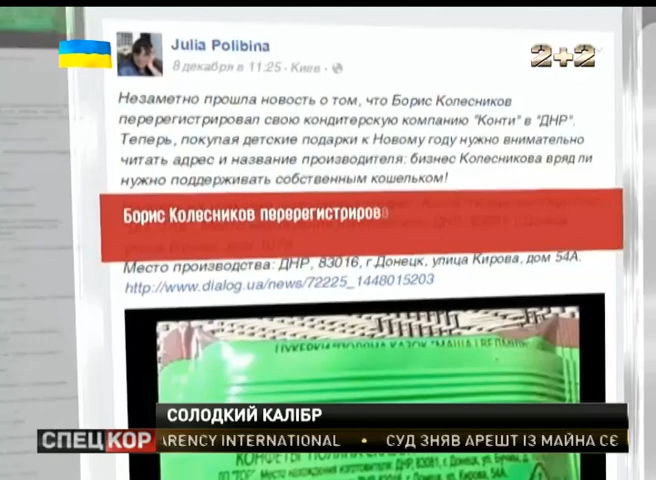 Julia Polibina
8 декабря в 11:25 · Киев ·
2+2
Незаметно прошла новость о том, что Борис Колесников
перерегистрировал свою кондитерскую компанию "Конти" в "ДНР".
Теперь, покупая детские подарки к Новому году нужно внимательно
читать адрес и название производителя: бизнес Колесникова вряд ли
нужно поддерживать собственным кошельком!
Борис Колесников перерегистрирова
Место производства: ДНР, 83016, г.Донецк, улица Кирова, дом 54А.
http://www.dialog.ua/news/72225_1448015203
СОЛОДКИЙ КАЛІБР
СПЕЦКОР
ARENCY INTERNATIONAL • СУД ЗНЯВ АРЕШТ ІЗ МАЙНА СЄ